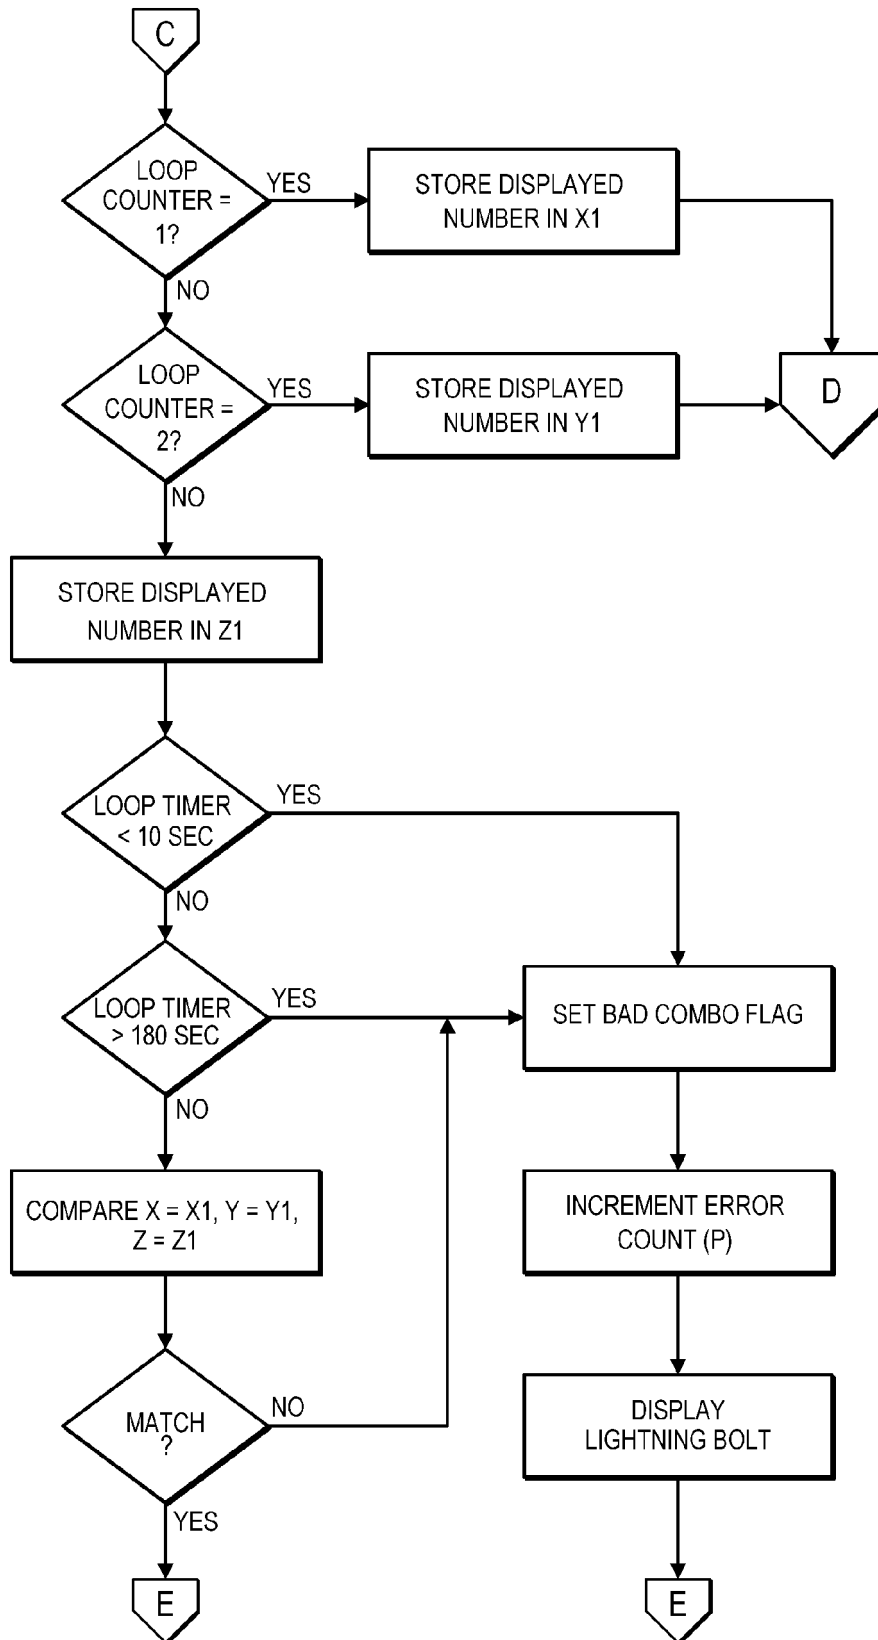 C
LOOP
COUNTER =
1?
YES
STORE DISPLAYED
NUMBER IN X1
NO
LOOP
COUNTER =
2?
YES
STORE DISPLAYED
NUMBER IN Y1
D
NO
STORE DISPLAYED
NUMBER IN Z1
LOOP TIMER
< 10 SEC
YES
NO
LOOP TIMER
> 180 SEC
YES
SET BAD COMBO FLAG
NO
COMPARE X = X1, Y = Y1,
Z = Z1
INCREMENT ERROR
COUNT (P)
MATCH
?
NO
DISPLAY
LIGHTNING BOLT
YES
E
E